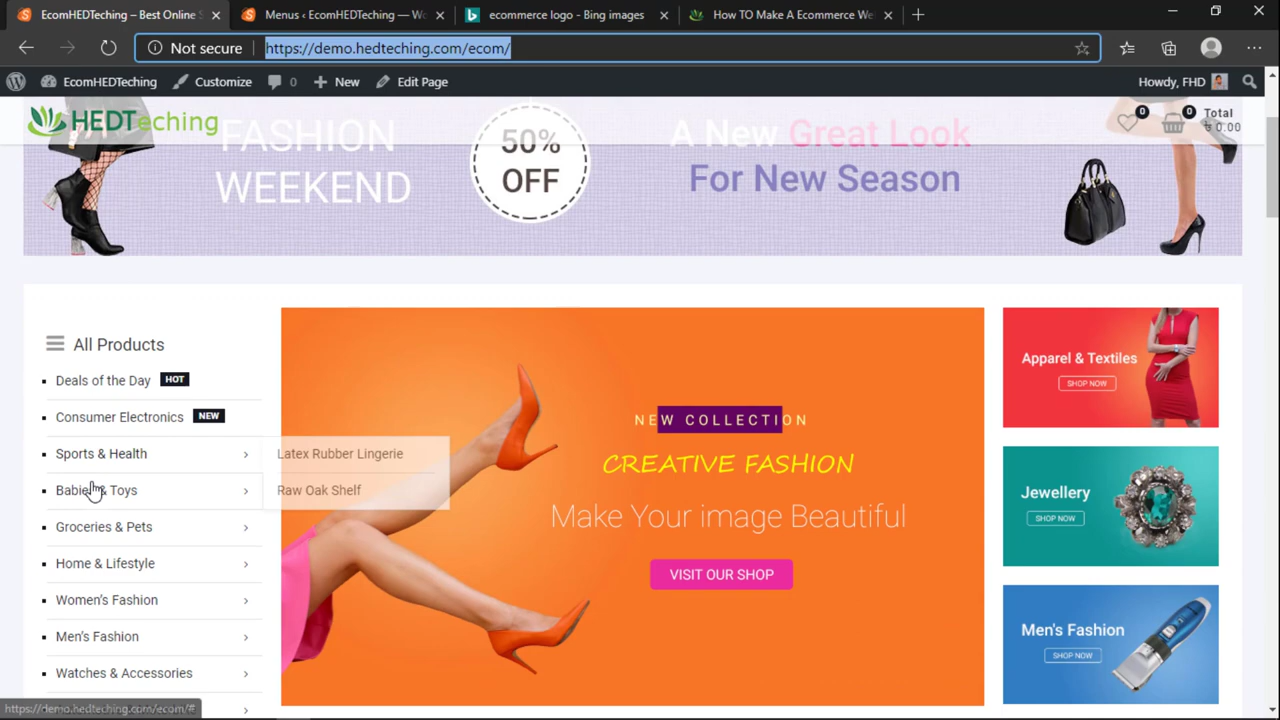 EcomHEDTeching – Best Online S
Menus ‹ EcomHEDTeching — Wo
ecommerce logo - Bing images
How TO Make A Ecommerce We
Not secure
https://demo.hedteching.com/ecom/
EcomHEDTeching
Customize
0
New
Edit Page
Howdy, FHD
HEDTeching
0
0
Total
৳ 0.00
FASHION
WEEKEND
50%
OFF
A New Great Look
For New Season
All Products
Deals of the Day HOT
Consumer Electronics NEW
Sports & Health
Babies & Toys
Groceries & Pets
Home & Lifestyle
Women's Fashion
Men's Fashion
Watches & Accessories
Latex Rubber Lingerie
Raw Oak Shelf
NEW COLLECTION
CREATIVE FASHION
Make Your image Beautiful
VISIT OUR SHOP
Apparel & Textiles
SHOP NOW
Jewellery
SHOP NOW
Men's Fashion
SHOP NOW
https://demo.hedteching.com/ecom/#